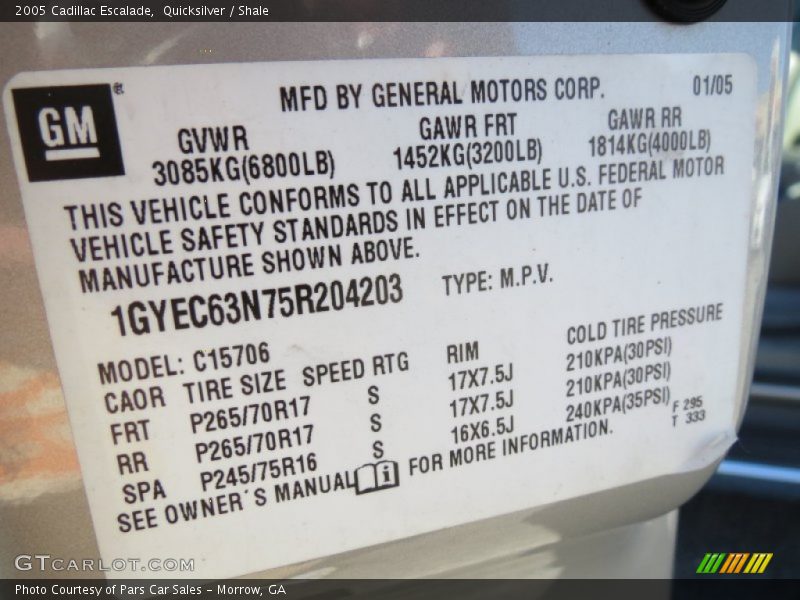 2005 Cadillac Escalade, Quicksilver / Shale
GM®
MFD BY GENERAL MOTORS CORP. 01/05
GVWR GAWR FRT GAWR RR
3085KG(6800LB) 1452KG(3200LB) 1814KG(4000LB)
THIS VEHICLE CONFORMS TO ALL APPLICABLE U.S. FEDERAL MOTOR
VEHICLE SAFETY STANDARDS IN EFFECT ON THE DATE OF
MANUFACTURE SHOWN ABOVE.
1GYEC63N75R204203 TYPE: M.P.V.
MODEL: C15706
CAOR TIRE SIZE SPEED RTG RIM COLD TIRE PRESSURE
FRT P265/70R17 S 17X7.5J 210KPA(30PSI)
RR P265/70R17 S 17X7.5J 210KPA(30PSI)
SPA P245/75R16 S 16X6.5J 240KPA(35PSI) F 295
T 333
SEE OWNER'S MANUAL i FOR MORE INFORMATION.
GTCARLOT.COM
Photo Courtesy of Pars Car Sales - Morrow, GA